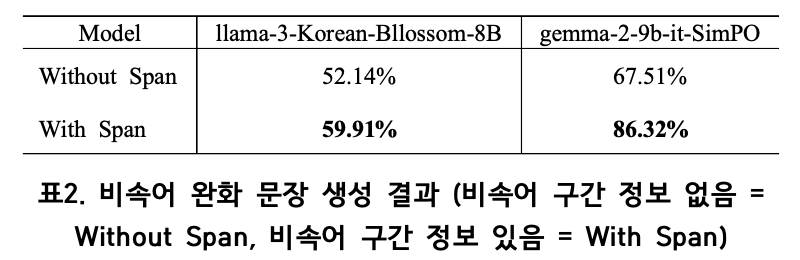 Model llama-3-Korean-Bllossom-8B gemma-2-9b-it-SimPO
Without Span 52.14% 67.51%
With Span 59.91% 86.32%
표2. 비속어 완화 문장 생성 결과 (비속어 구간 정보 없음 =
Without Span, 비속어 구간 정보 있음 = With Span)